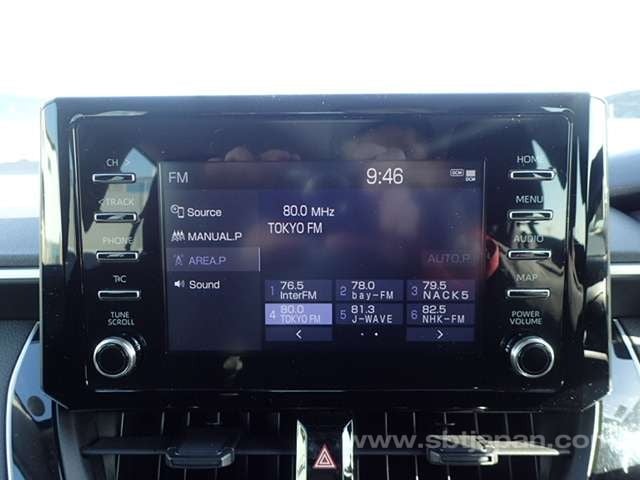 CH >
<TRACK
PHONE
T/C
TUNE
SCROLL
FM
9:46
DCM
DCM
Source
MANUAL.P
AREA.P
Sound
80.0 MHz
TOKYO FM
AUTO.P
1 76.5 InterFM
2 78.0 bay-FM
3 79.5 NACK5
4 80.0 TOKYO FM
5 81.3 J-WAVE
6 82.5 NHK-FM
< >
HOME
MENU
AUDIO
MAP
POWER
VOLUME
www.sbtjapan.com